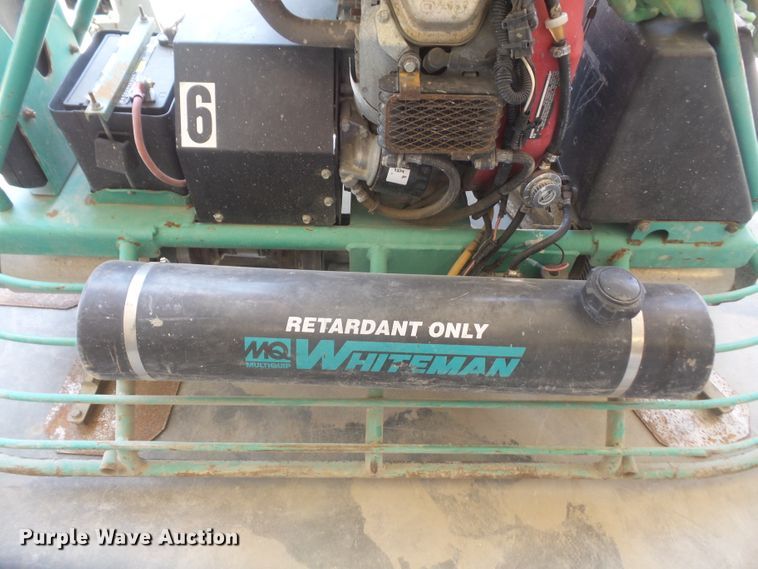 6
RETARDANT ONLY
MQ WHITEMAN
MULTIQUIP
Purple Wave Auction